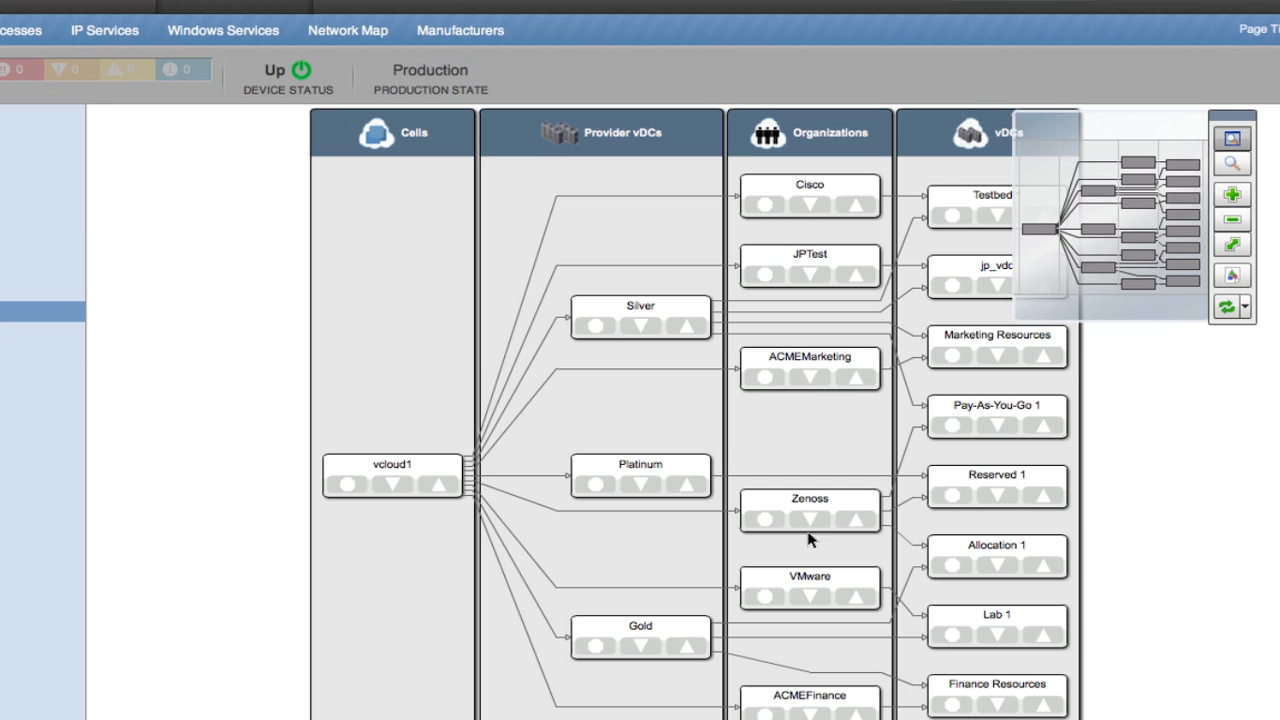 cesses IP Services Windows Services Network Map Manufacturers Page T
0 0 0 0
Up
DEVICE STATUS
Production
PRODUCTION STATE
Cells
Provider vDCs
Organizations
vDCs
Cisco
Testbed
JPTest
jp_vdc
Silver
Marketing Resources
ACMEMarketing
Pay-As-You-Go 1
vcloud1
Platinum
Reserved 1
Zenoss
Allocation 1
VMware
Lab 1
Gold
Finance Resources
ACMEFinance